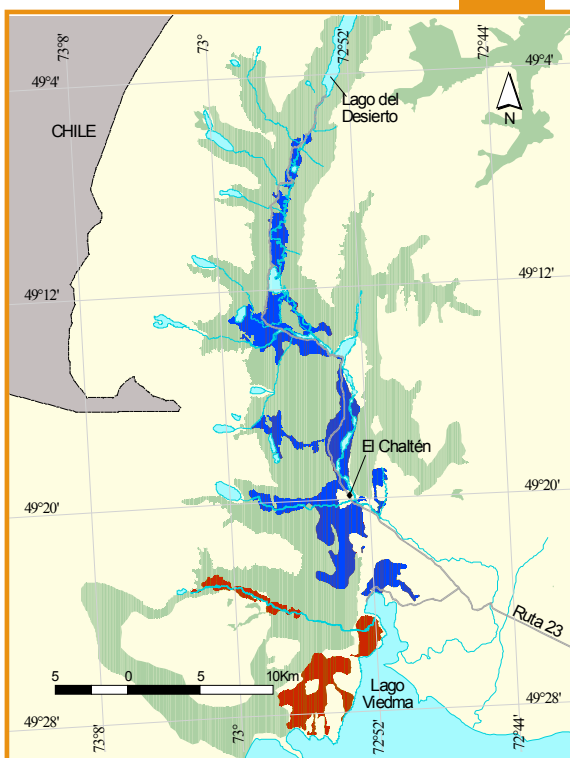 73°8'
73°
72°52'
72°44'
49°4'
49°4'
Lago del
Desierto
CHILE
N
49°12'
49°12'
El Chaltén
49°20'
49°20'
Ruta 23
5 0 5 10Km
Lago
Viedma
49°28'
49°28'
73°8'
73°
72°52'
72°44'